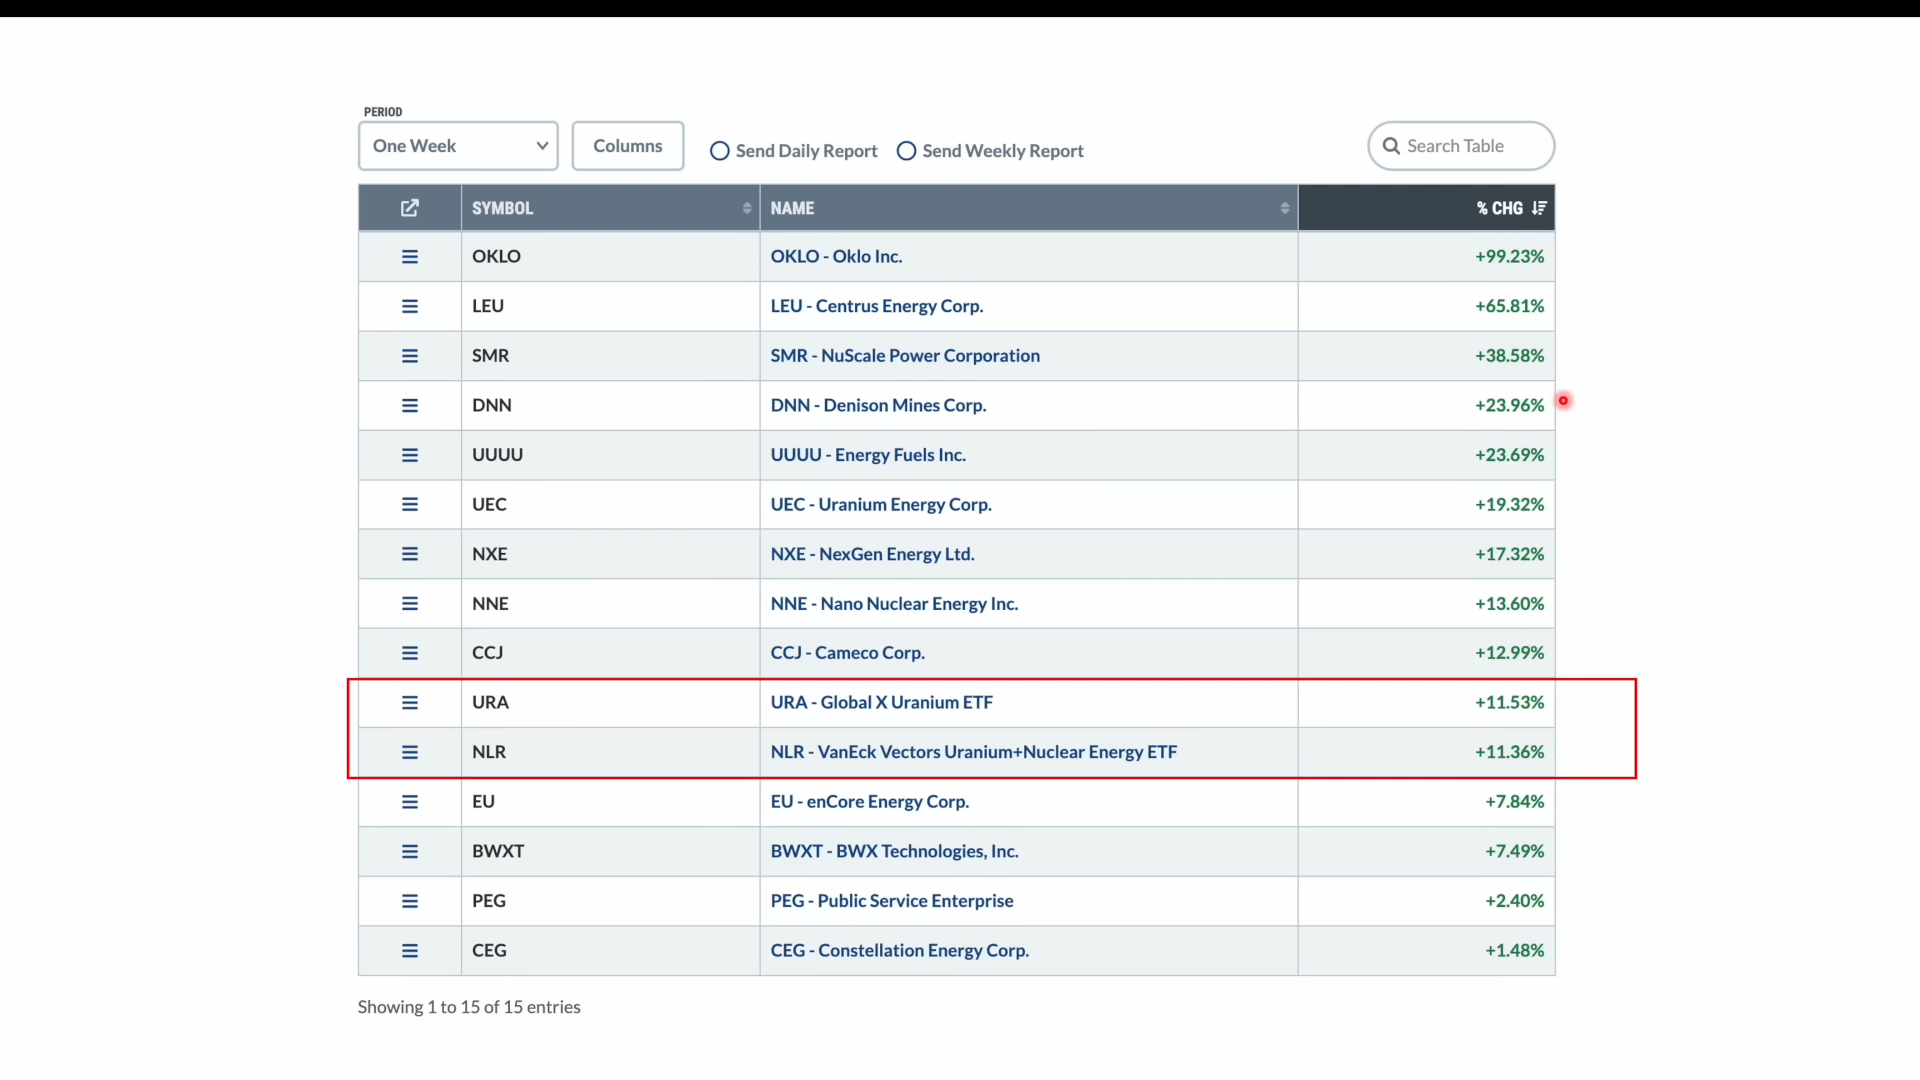 PERIOD
One Week
Columns
Send Daily Report
Send Weekly Report
Search Table
SYMBOL NAME % CHG
OKLO OKLO - Oklo Inc. +99.23%
LEU LEU - Centrus Energy Corp. +65.81%
SMR SMR - NuScale Power Corporation +38.58%
DNN DNN - Denison Mines Corp. +23.96%
UUUU UUUU - Energy Fuels Inc. +23.69%
UEC UEC - Uranium Energy Corp. +19.32%
NXE NXE - NexGen Energy Ltd. +17.32%
NNE NNE - Nano Nuclear Energy Inc. +13.60%
CCJ CCJ - Cameco Corp. +12.99%
URA URA - Global X Uranium ETF +11.53%
NLR NLR - VanEck Vectors Uranium+Nuclear Energy ETF +11.36%
EU EU - enCore Energy Corp. +7.84%
BWXT BWXT - BWX Technologies, Inc. +7.49%
PEG PEG - Public Service Enterprise +2.40%
CEG CEG - Constellation Energy Corp. +1.48%
Showing 1 to 15 of 15 entries